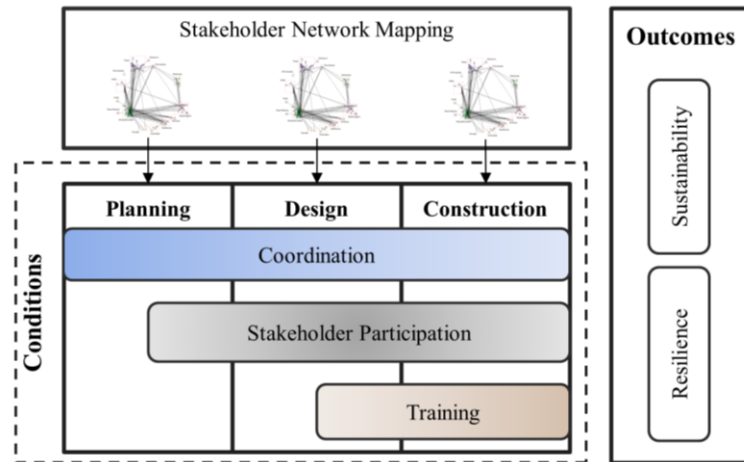 Stakeholder Network Mapping
Outcomes
Planning
Design
Construction
Conditions
Coordination
Stakeholder Participation
Training
Sustainability
Resilience